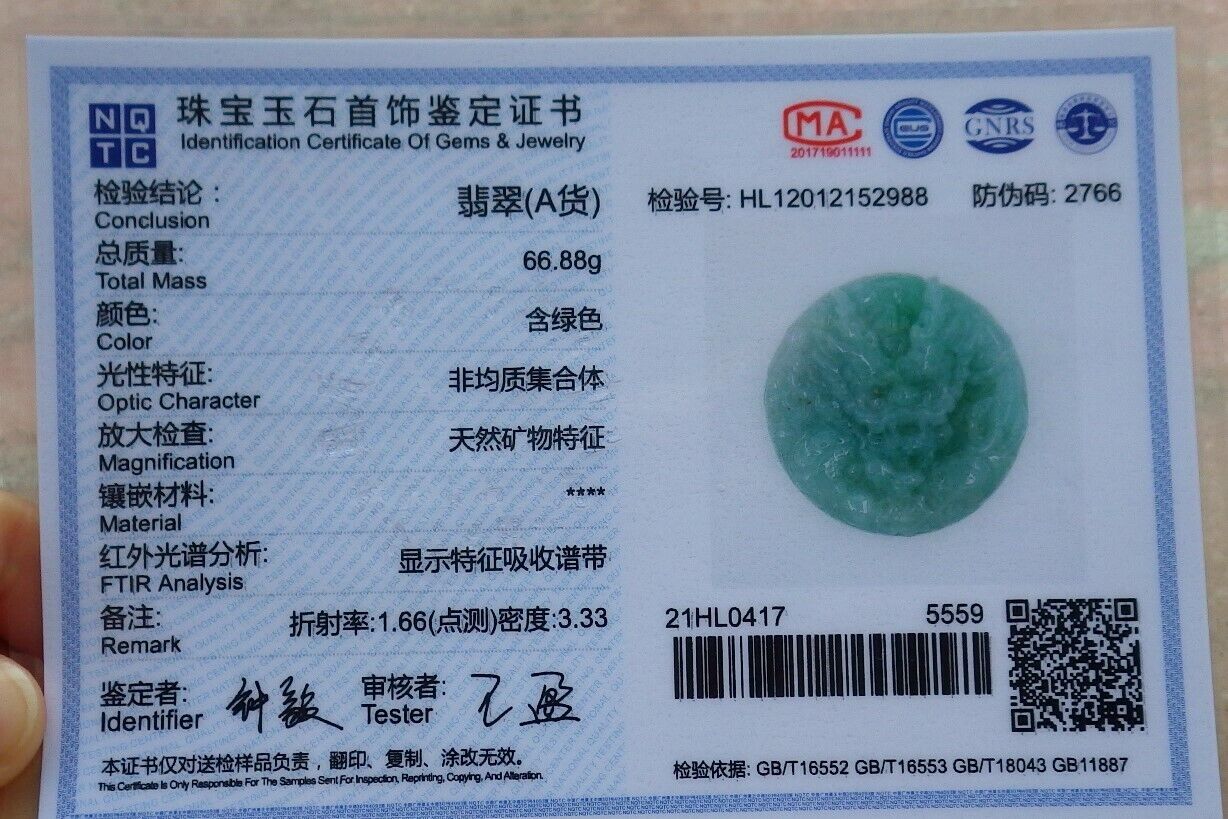 NQ
TC
珠宝玉石首饰鉴定证书
Identification Certificate Of Gems & Jewelry
检验结论：
Conclusion
翡翠(A货)
总质量:
Total Mass
66.88g
颜色:
Color
含绿色
光性特征:
Optic Character
非均质集合体
放大检查:
Magnification
天然矿物特征
镶嵌材料:
Material
****
红外光谱分析:
FTIR Analysis
显示特征吸收谱带
备注:
Remark
折射率:1.66(点测)密度:3.33
鉴定者:
Identifier
审核者:
Tester
本证书仅对送检样品负责，翻印、复制、涂改无效。
This Certificate Is Only Responsible For The Samples Sent For Inspection, Reprinting, Copying, And Alteration.
MA
201719011111
GNRS
检验号: HL12012152988 防伪码: 2766
21HL0417 5559
检验依据: GB/T16552 GB/T16553 GB/T18043 GB11887